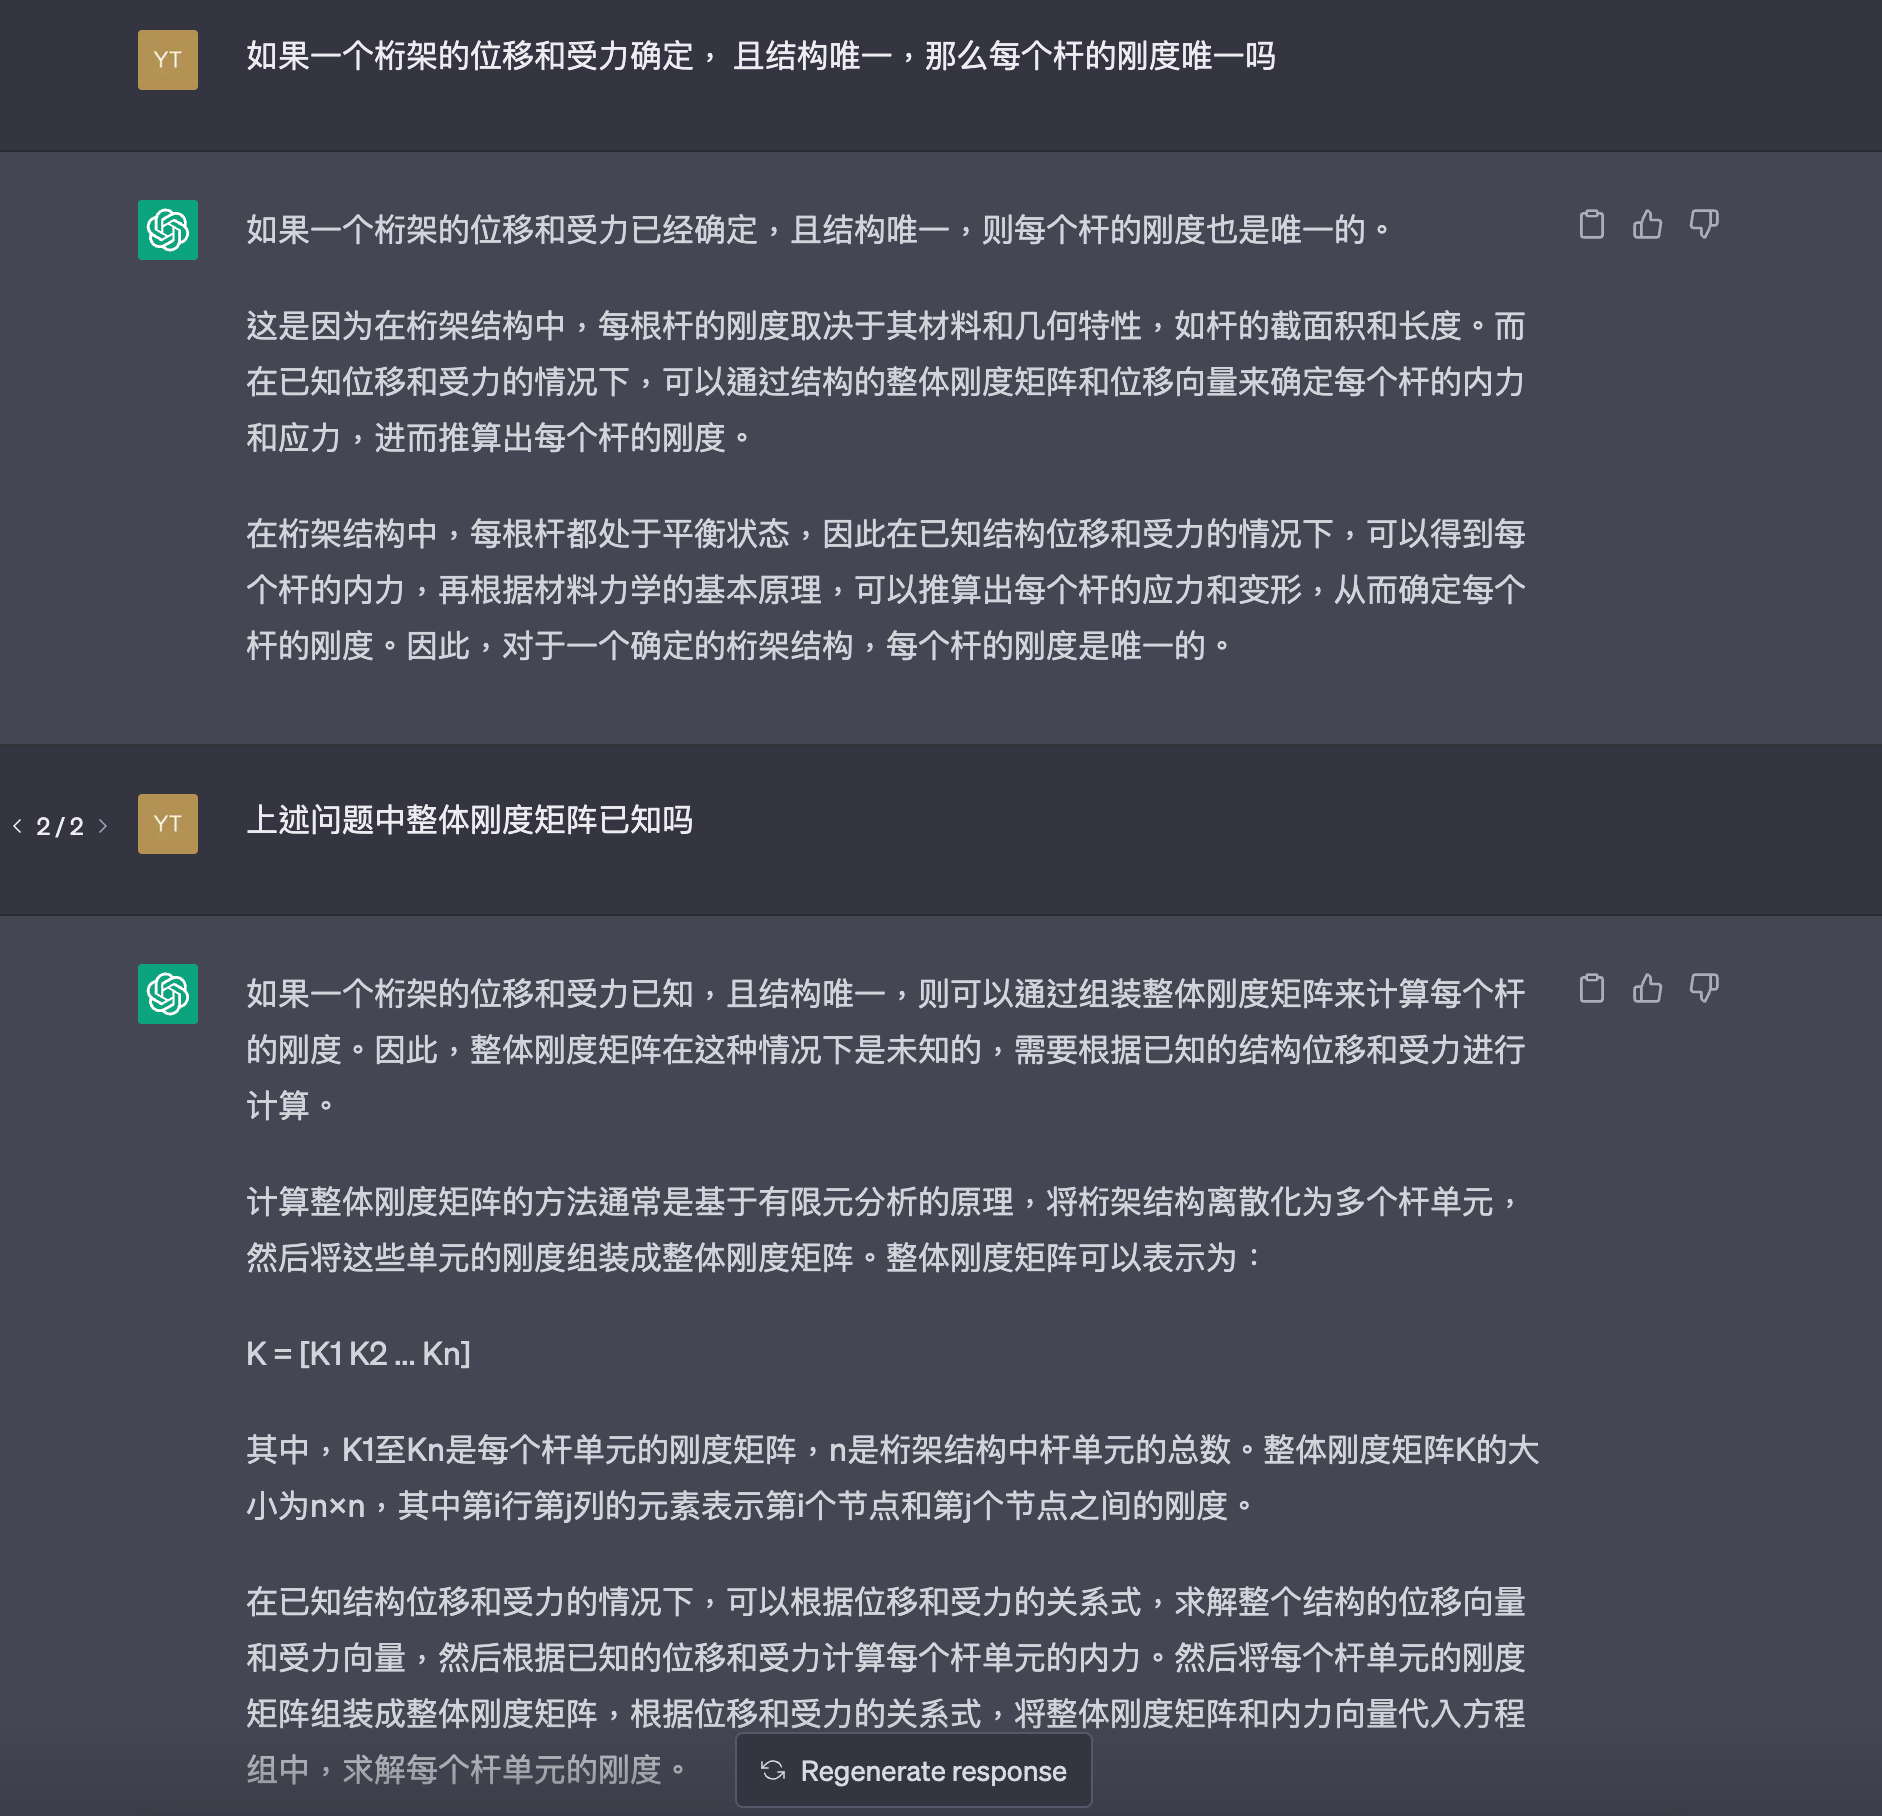 YT
如果一个桁架的位移和受力确定， 且结构唯一，那么每个杆的刚度唯一吗
如果一个桁架的位移和受力已经确定，且结构唯一，则每个杆的刚度也是唯一的。
这是因为在桁架结构中，每根杆的刚度取决于其材料和几何特性，如杆的截面积和长度。而
在已知位移和受力的情况下，可以通过结构的整体刚度矩阵和位移向量来确定每个杆的内力
和应力，进而推算出每个杆的刚度。
在桁架结构中，每根杆都处于平衡状态，因此在已知结构位移和受力的情况下，可以得到每
个杆的内力，再根据材料力学的基本原理，可以推算出每个杆的应力和变形，从而确定每个
杆的刚度。因此，对于一个确定的桁架结构，每个杆的刚度是唯一的。
< 2 / 2 >
YT
上述问题中整体刚度矩阵已知吗
如果一个桁架的位移和受力已知，且结构唯一，则可以通过组装整体刚度矩阵来计算每个杆
的刚度。因此，整体刚度矩阵在这种情况下是未知的，需要根据已知的结构位移和受力进行
计算。
计算整体刚度矩阵的方法通常是基于有限元分析的原理，将桁架结构离散化为多个杆单元，
然后将这些单元的刚度组装成整体刚度矩阵。整体刚度矩阵可以表示为：
K = [K1 K2 ... Kn]
其中，K1至Kn是每个杆单元的刚度矩阵，n是桁架结构中杆单元的总数。整体刚度矩阵K的大
小为n×n，其中第i行第j列的元素表示第i个节点和第j个节点之间的刚度。
在已知结构位移和受力的情况下，可以根据位移和受力的关系式，求解整个结构的位移向量
和受力向量，然后根据已知的位移和受力计算每个杆单元的内力。然后将每个杆单元的刚度
矩阵组装成整体刚度矩阵，根据位移和受力的关系式，将整体刚度矩阵和内力向量代入方程
组中，求解每个杆单元的刚度。
Regenerate response